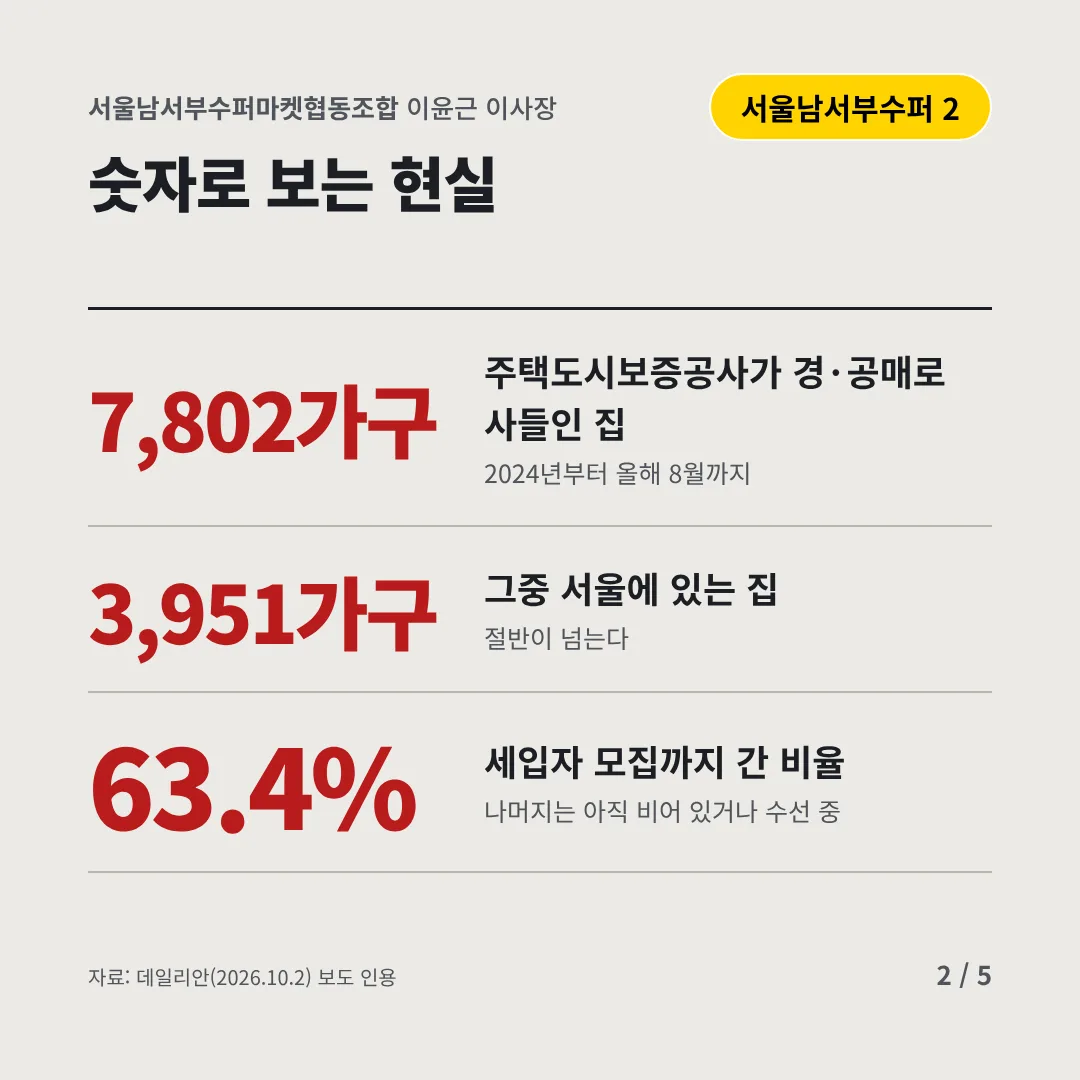 서울남서부수퍼마켓협동조합 이윤근 이사장
서울남서부수퍼 2
숫자로 보는 현실
7,802가구
주택도시보증공사가 경·공매로
사들인 집
2024년부터 올해 8월까지
3,951가구
그중 서울에 있는 집
절반이 넘는다
63.4%
세입자 모집까지 간 비율
나머지는 아직 비어 있거나 수선 중
자료: 데일리안(2026.10.2) 보도 인용
2 / 5